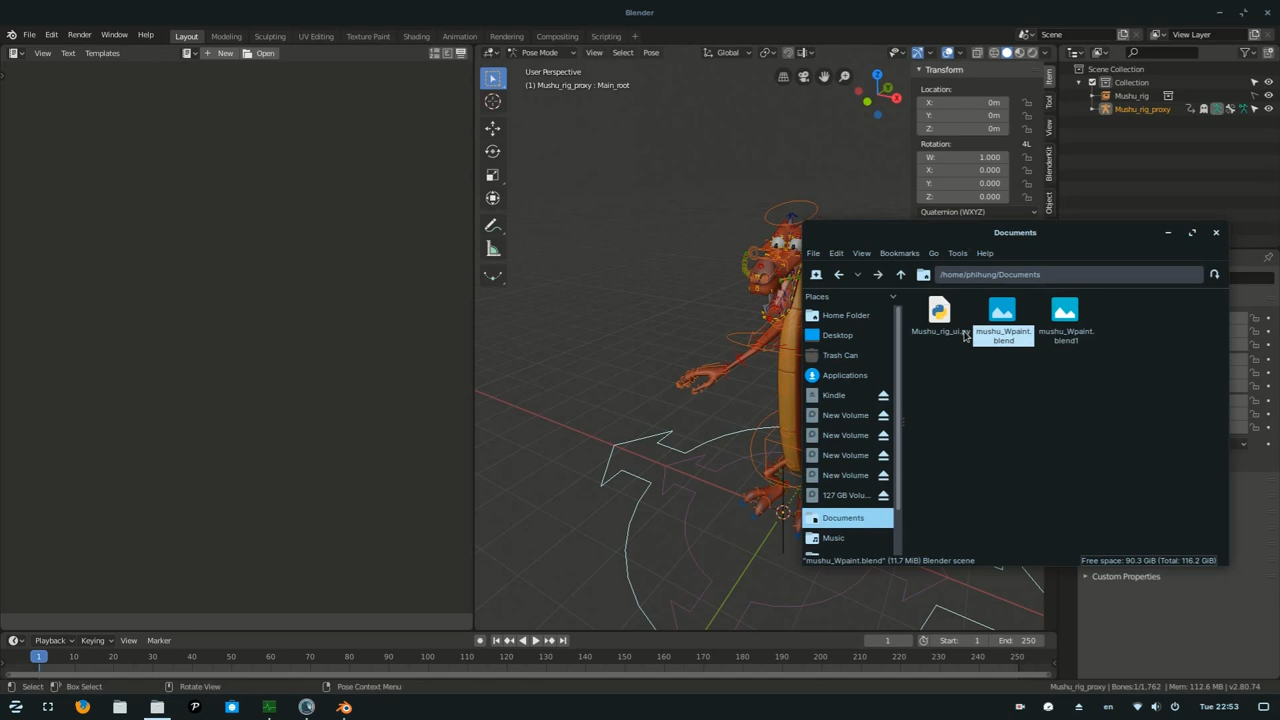 Blender
File Edit Render Window Help
Layout Modeling Sculpting UV Editing Texture Paint Shading Animation Rendering Compositing Scripting +
Scene
View Layer
View Text Templates
New
Open
Pose Mode
View Select Pose
Global
User Perspective
(1) Mushu_rig_proxy : Main_root
Z
X
Transform
Location:
X: 0m
Y: 0m
Z: 0m
Rotation: 4L
W: 1.000
X: 0.000
Y: 0.000
Z: 0.000
Quaternion (WXYZ)
Item
Tool
View
BlenderKit
Object
Scene Collection
Collection
Mushu_rig
Mushu_rig_proxy
Documents
File Edit View Bookmarks Go Tools Help
/home/phihung/Documents
Places
Home Folder
Desktop
Trash Can
Applications
Kindle
New Volume
New Volume
New Volume
New Volume
127 GB Volu...
Documents
Music
Mushu_rig_ui.py
mushu_Wpaint.
blend
mushu_Wpaint.
blend1
"mushu_Wpaint.blend" (11.7 MiB) Blender scene
Free space: 90.3 GiB (Total: 116.2 GiB)
Custom Properties
Playback Keying View Marker
1
Start: 1
End: 250
1 10 20 30 40 50 60 70 80 90 100 110 120 130 140 150 160 170 180 190 200 210 220 230 240 250
Select
Box Select
Rotate View
Pose Context Menu
Mushu_rig_proxy | Bones:1/1,762 | Mem: 112.6 MB | v2.80.74
en
Tue 22:53